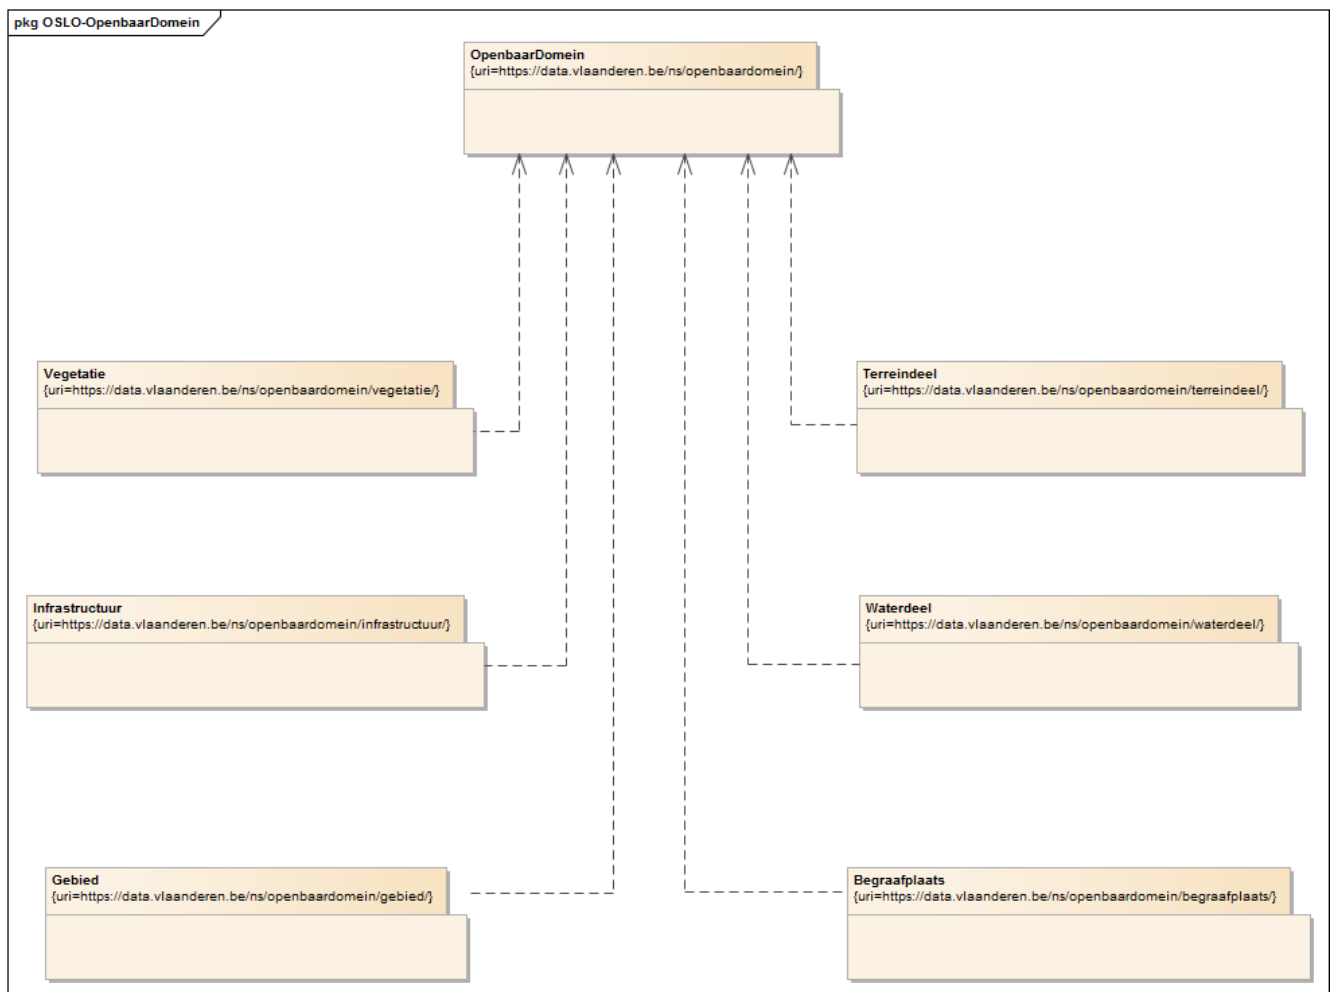 pkg OSLO-OpenbaarDomein
OpenbaarDomein
{uri=https://data.vlaanderen.be/ns/openbaardomein/}
Vegetatie
{uri=https://data.vlaanderen.be/ns/openbaardomein/vegetatie/}
Terreindeel
{uri=https://data.vlaanderen.be/ns/openbaardomein/terreindeel/}
Infrastructuur
{uri=https://data.vlaanderen.be/ns/openbaardomein/infrastructuur/}
Waterdeel
{uri=https://data.vlaanderen.be/ns/openbaardomein/waterdeel/}
Gebied
{uri=https://data.vlaanderen.be/ns/openbaardomein/gebied/}
Begraafplaats
{uri=https://data.vlaanderen.be/ns/openbaardomein/begraafplaats/}